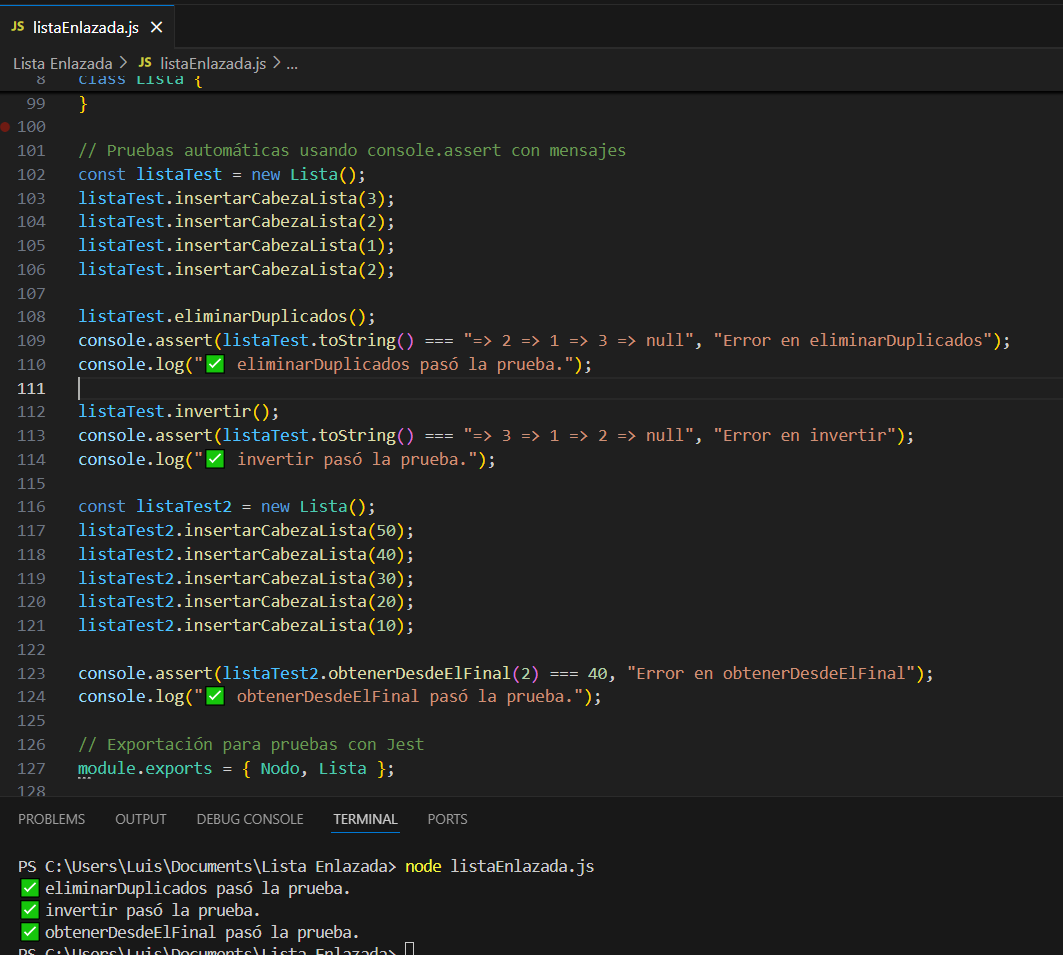 JS listaEnlazada.js ×
Lista Enlazada > JS listaEnlazada.js > ...
8 class Lista {
99 }
100
101 // Pruebas automáticas usando console.assert con mensajes
102 const listaTest = new Lista();
103 listaTest.insertarCabezaLista(3);
104 listaTest.insertarCabezaLista(2);
105 listaTest.insertarCabezaLista(1);
106 listaTest.insertarCabezaLista(2);
107
108 listaTest.eliminarDuplicados();
109 console.assert(listaTest.toString() === "=> 2 => 1 => 3 => null", "Error en eliminarDuplicados");
110 console.log("✅ eliminarDuplicados pasó la prueba.");
111
112 listaTest.invertir();
113 console.assert(listaTest.toString() === "=> 3 => 1 => 2 => null", "Error en invertir");
114 console.log("✅ invertir pasó la prueba.");
115
116 const listaTest2 = new Lista();
117 listaTest2.insertarCabezaLista(50);
118 listaTest2.insertarCabezaLista(40);
119 listaTest2.insertarCabezaLista(30);
120 listaTest2.insertarCabezaLista(20);
121 listaTest2.insertarCabezaLista(10);
122
123 console.assert(listaTest2.obtenerDesdeElFinal(2) === 40, "Error en obtenerDesdeElFinal");
124 console.log("✅ obtenerDesdeElFinal pasó la prueba.");
125
126 // Exportación para pruebas con Jest
127 module.exports = { Nodo, Lista };
128
PROBLEMS OUTPUT DEBUG CONSOLE TERMINAL PORTS
PS C:\Users\Luis\Documents\Lista Enlazada> node listaEnlazada.js
✅ eliminarDuplicados pasó la prueba.
✅ invertir pasó la prueba.
✅ obtenerDesdeElFinal pasó la prueba.
PS C:\Users\Luis\Documents\Lista Enlazada>